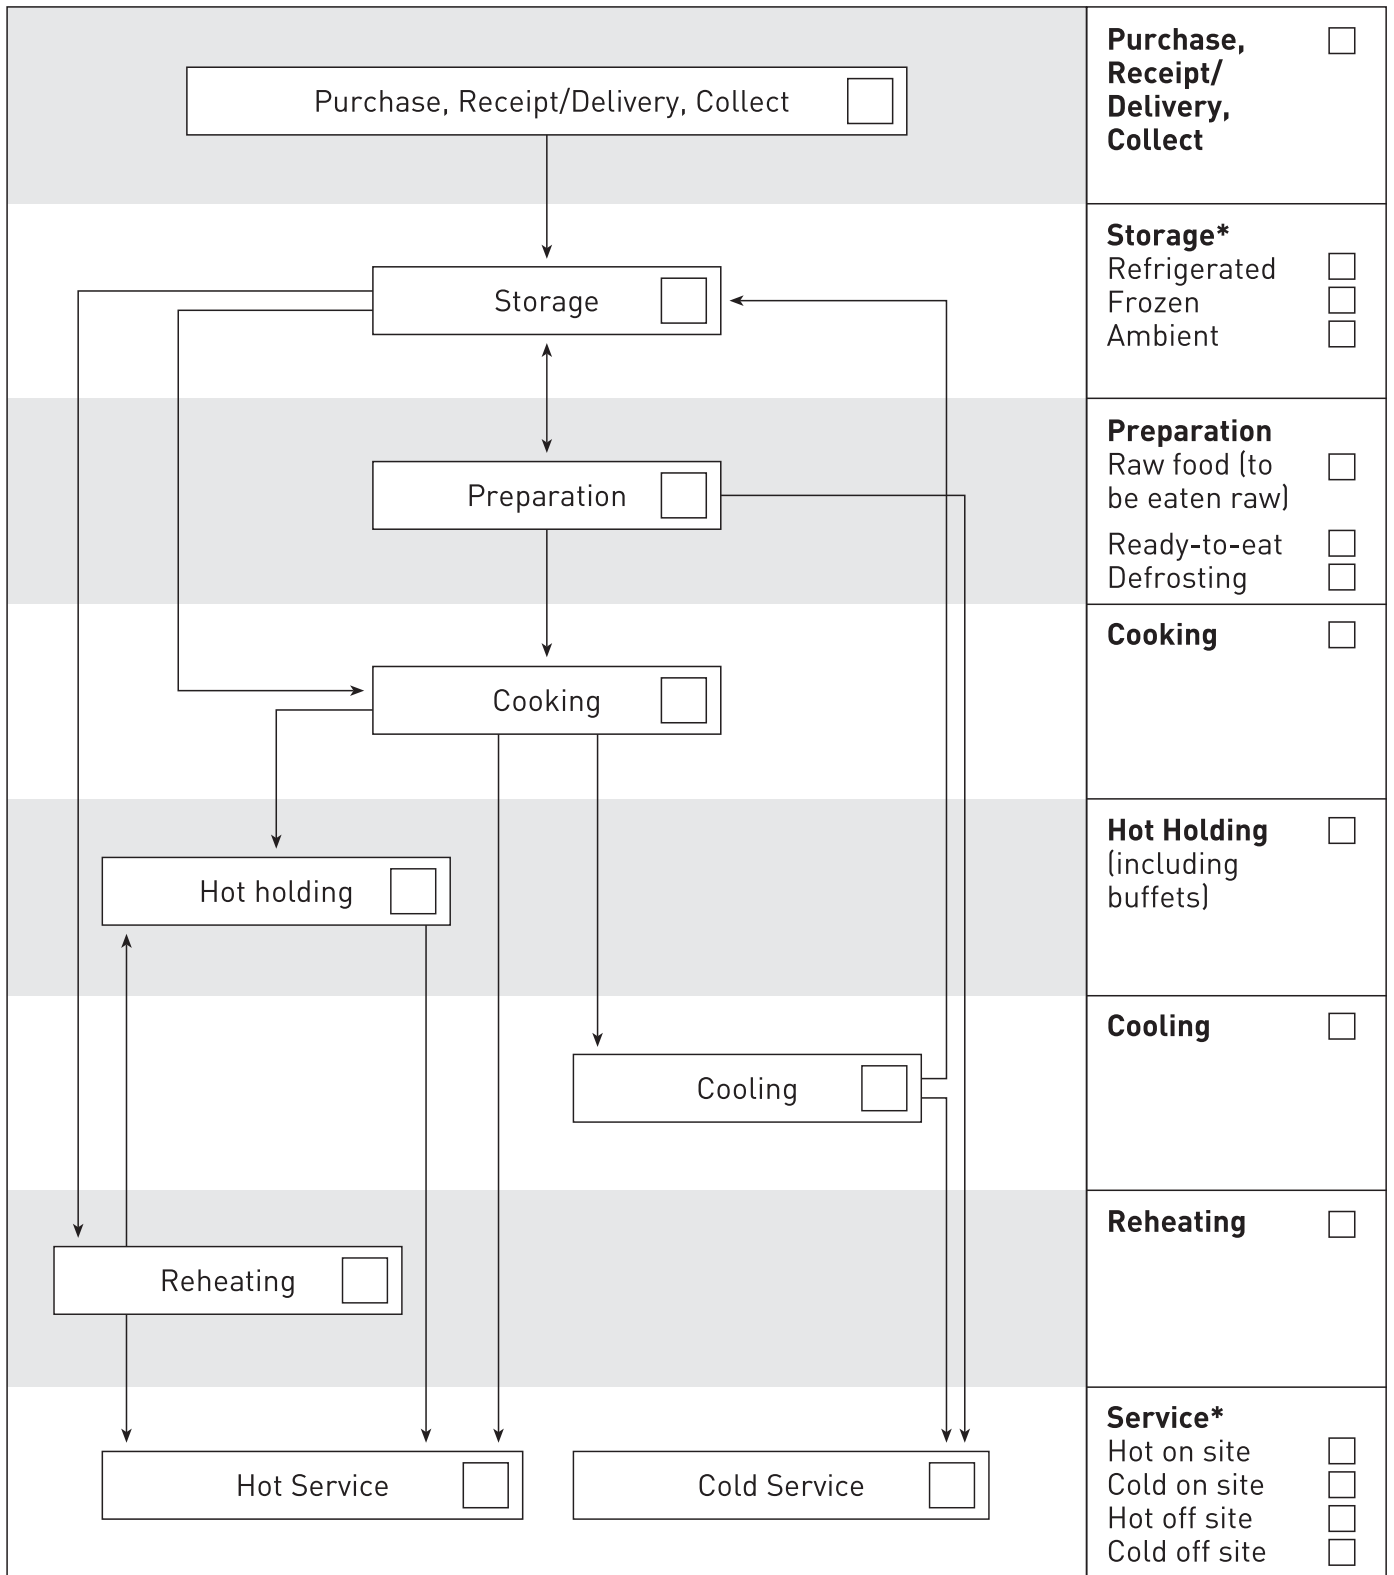 Purchase, Receipt/Delivery, Collect
Storage
Preparation
Cooking
Hot holding
Cooling
Reheating
Hot Service
Cold Service
Purchase,
Receipt/
Delivery,
Collect
Storage*
Refrigerated
Frozen
Ambient
Preparation
Raw food (to
be eaten raw)
Ready-to-eat
Defrosting
Cooking
Hot Holding
(including
buffets)
Cooling
Reheating
Service*
Hot on site
Cold on site
Hot off site
Cold off site